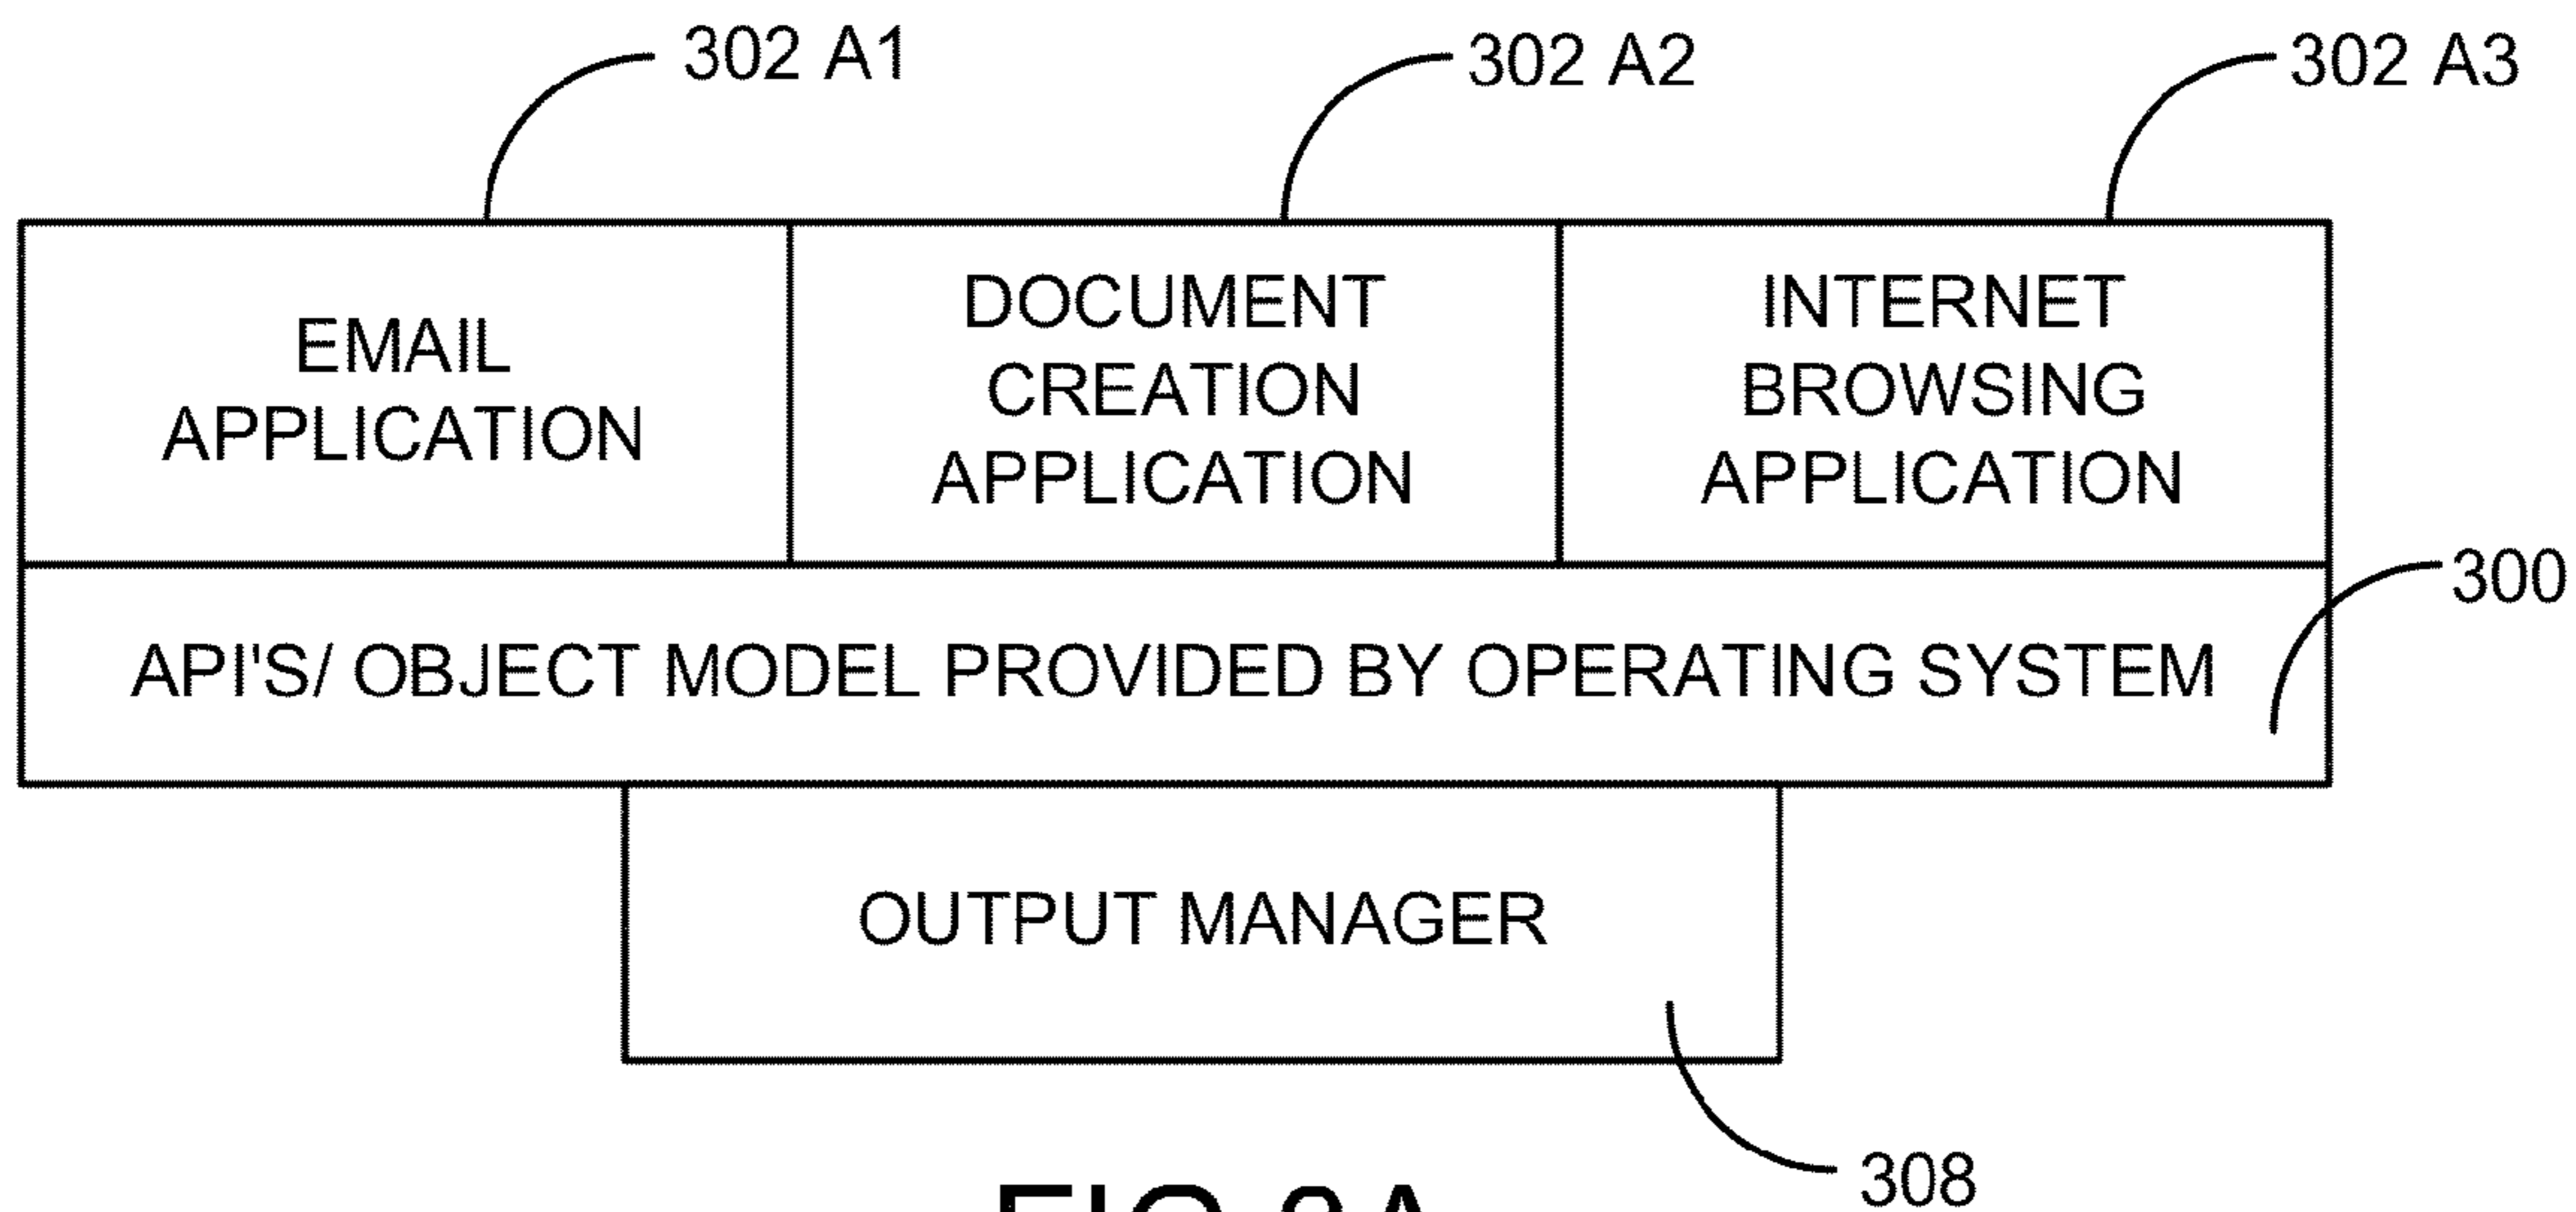 302 A1
302 A2
302 A3
EMAIL
APPLICATION
DOCUMENT
CREATION
APPLICATION
INTERNET
BROWSING
APPLICATION
300
API'S/ OBJECT MODEL PROVIDED BY OPERATING SYSTEM
OUTPUT MANAGER
308